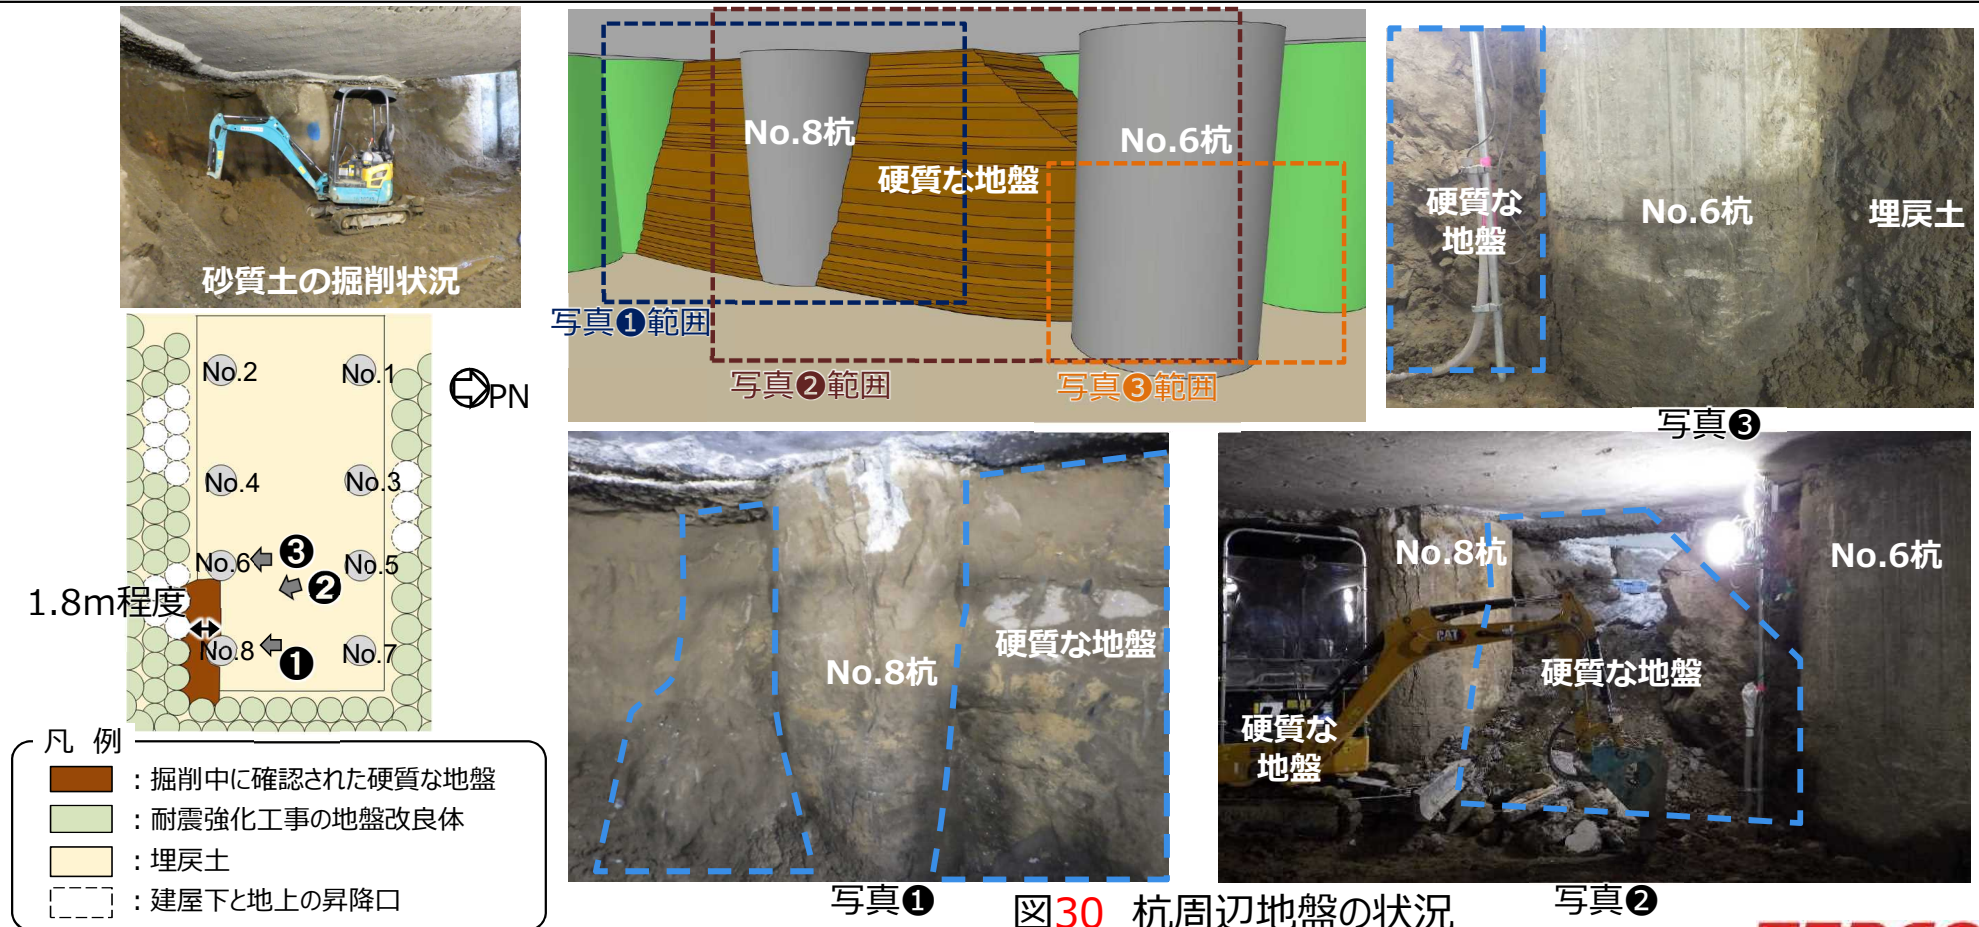 砂質土の掘削状況
No.8杭
No.6杭
硬質な地盤
写真❶範囲
写真❷範囲
写真❸範囲
硬質な
地盤
No.6杭
埋戻土
写真❸
No.2
No.1
PN
No.4
No.3
No.6
❸
No.5
❷
1.8m程度
No.8
❶
No.7
凡 例
：掘削中に確認された硬質な地盤
：耐震強化工事の地盤改良体
：埋戻土
：建屋下と地上の昇降口
No.8杭
硬質な地盤
写真❶
No.8杭
No.6杭
硬質な地盤
硬質な
地盤
CAT
写真❷
図30 杭周辺地盤の状況